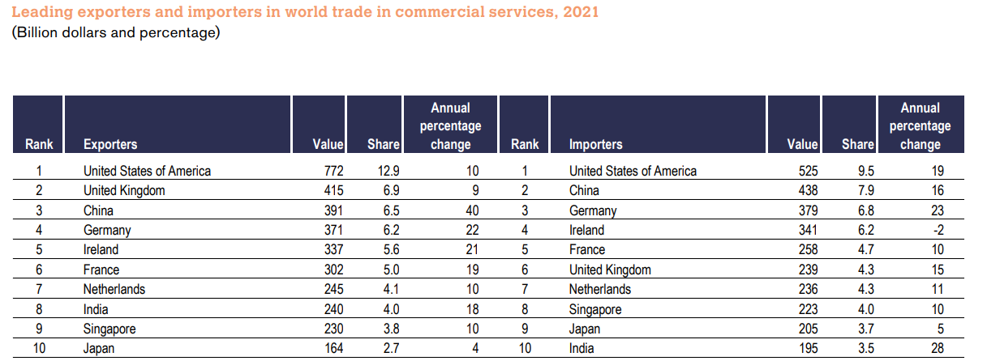 Leading exporters and importers in world trade in commercial services, 2021
(Billion dollars and percentage)
Rank Exporters Value Share Annual percentage change Rank Importers Value Share Annual percentage change
1 United States of America 772 12.9 10 1 United States of America 525 9.5 19
2 United Kingdom 415 6.9 9 2 China 438 7.9 16
3 China 391 6.5 40 3 Germany 379 6.8 23
4 Germany 371 6.2 22 4 Ireland 341 6.2 -2
5 Ireland 337 5.6 21 5 France 258 4.7 10
6 France 302 5.0 19 6 United Kingdom 239 4.3 15
7 Netherlands 245 4.1 10 7 Netherlands 236 4.3 11
8 India 240 4.0 18 8 Singapore 223 4.0 10
9 Singapore 230 3.8 10 9 Japan 205 3.7 5
10 Japan 164 2.7 4 10 India 195 3.5 28